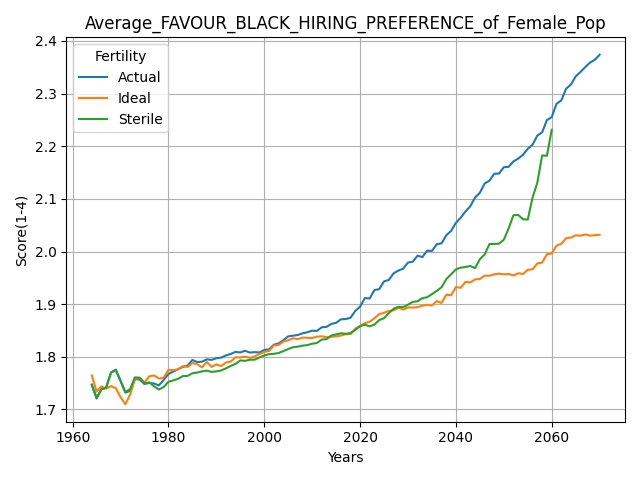 Average_FAVOUR_BLACK_HIRING_PREFERENCE_of_Female_Pop
Fertility
Actual
Ideal
Sterile
Score(1-4)
2.4
2.3
2.2
2.1
2.0
1.9
1.8
1.7
1960 1980 2000 2020 2040 2060
Years